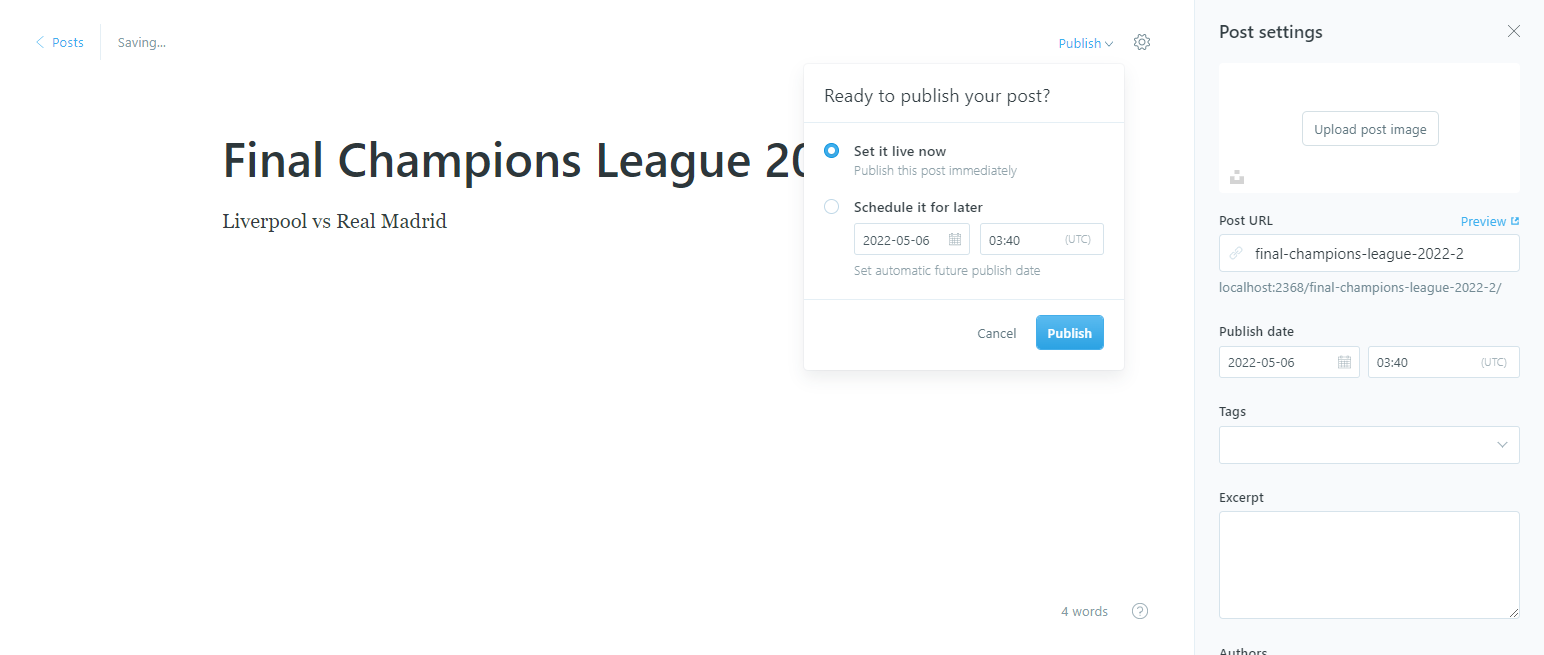 Posts
Saving...
Publish
Final Champions League 20
Liverpool vs Real Madrid
Ready to publish your post?
Set it live now
Publish this post immediately
Schedule it for later
2022-05-06
03:40
(UTC)
Set automatic future publish date
Cancel
Publish
4 words
?
Post settings
Upload post image
Post URL
Preview
final-champions-league-2022-2
localhost:2368/final-champions-league-2022-2/
Publish date
2022-05-06
03:40
(UTC)
Tags
Excerpt
Authors